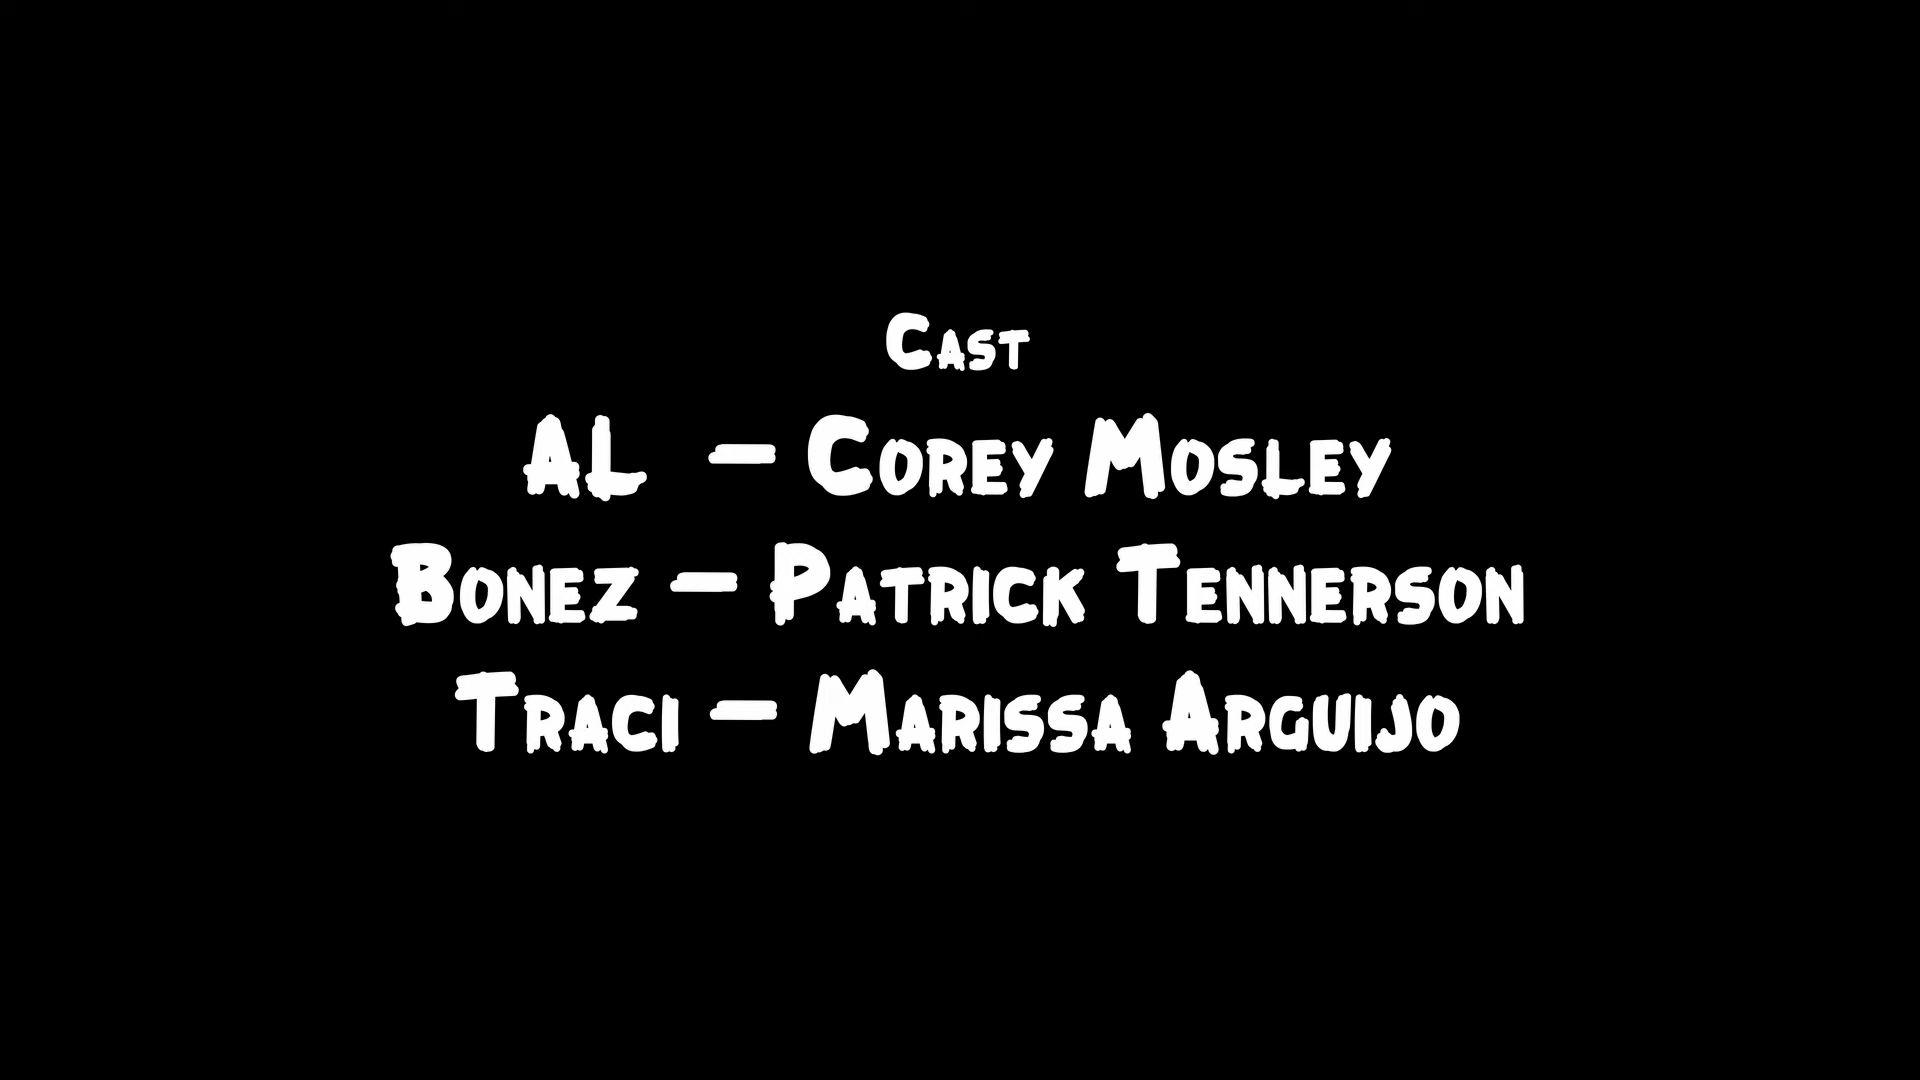 Cast
AL - Corey Mosley
Bonez - Patrick Tennerson
Traci - Marissa Arguijo